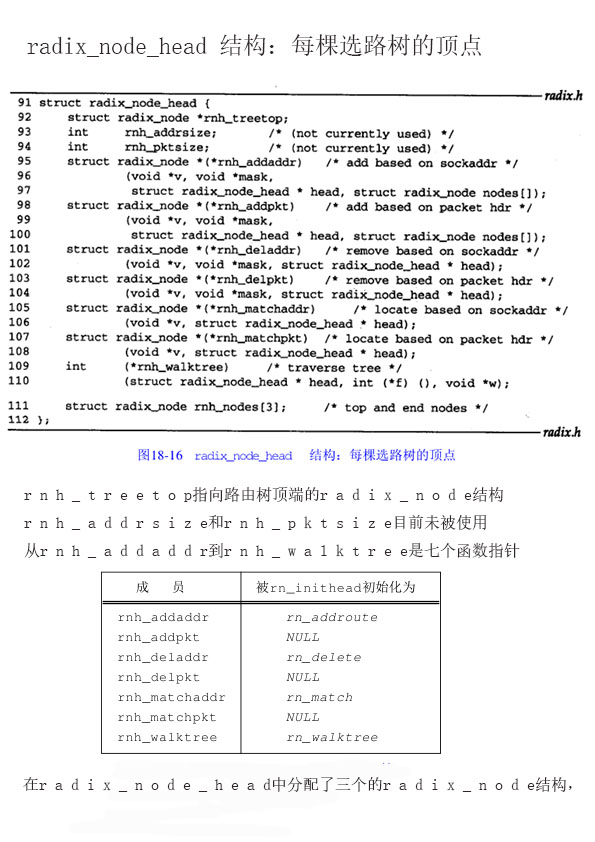 radix_node_head 结构：每棵选路树的顶点
radix.h
91 struct radix_node_head {
92 struct radix_node *rnh_treetop;
93 int rnh_addrsize; /* (not currently used) */
94 int rnh_pktsize; /* (not currently used) */
95 struct radix_node *(*rnh_addaddr) /* add based on sockaddr */
96 (void *v, void *mask,
97 struct radix_node_head * head, struct radix_node nodes[]);
98 struct radix_node *(*rnh_addpkt) /* add based on packet hdr */
99 (void *v, void *mask,
100 struct radix_node_head * head, struct radix_node nodes[]);
101 struct radix_node *(*rnh_deladdr) /* remove based on sockaddr */
102 (void *v, void *mask, struct radix_node_head * head);
103 struct radix_node *(*rnh_delpkt) /* remove based on packet hdr */
104 (void *v, void *mask, struct radix_node_head * head);
105 struct radix_node *(*rnh_matchaddr) /* locate based on sockaddr */
106 (void *v, struct radix_node_head * head);
107 struct radix_node *(*rnh_matchpkt) /* locate based on packet hdr */
108 (void *v, struct radix_node_head * head);
109 int (*rnh_walktree) /* traverse tree */
110 (struct radix_node_head * head, int (*f) (), void *w);
111 struct radix_node rnh_nodes[3]; /* top and end nodes */
112 };
radix.h
图18-16 radix_node_head 结构：每棵选路树的顶点
rnh_treetop指向路由树顶端的radix_node结构
rnh_addrsize和rnh_pktsize目前未被使用
从rnh_addaddr到rnh_walktree是七个函数指针
成 员 被rn_inithead初始化为
rnh_addaddr rn_addroute
rnh_addpkt NULL
rnh_deladdr rn_delete
rnh_delpkt NULL
rnh_matchaddr rn_match
rnh_matchpkt NULL
rnh_walktree rn_walktree
在radix_node_head中分配了三个的radix_node结构，